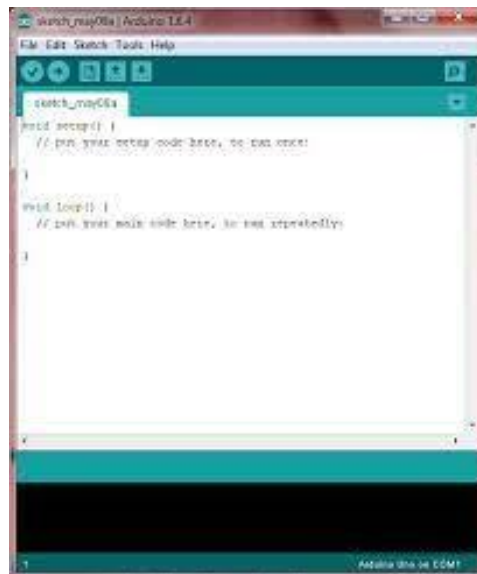 sketch_may08a | Arduino 1.6.4
File Edit Sketch Tools Help
sketch_may08a
void setup() {
// put your setup code here, to run once:
}
void loop() {
// put your main code here, to run repeatedly:
}
1
Arduino Uno on COM1